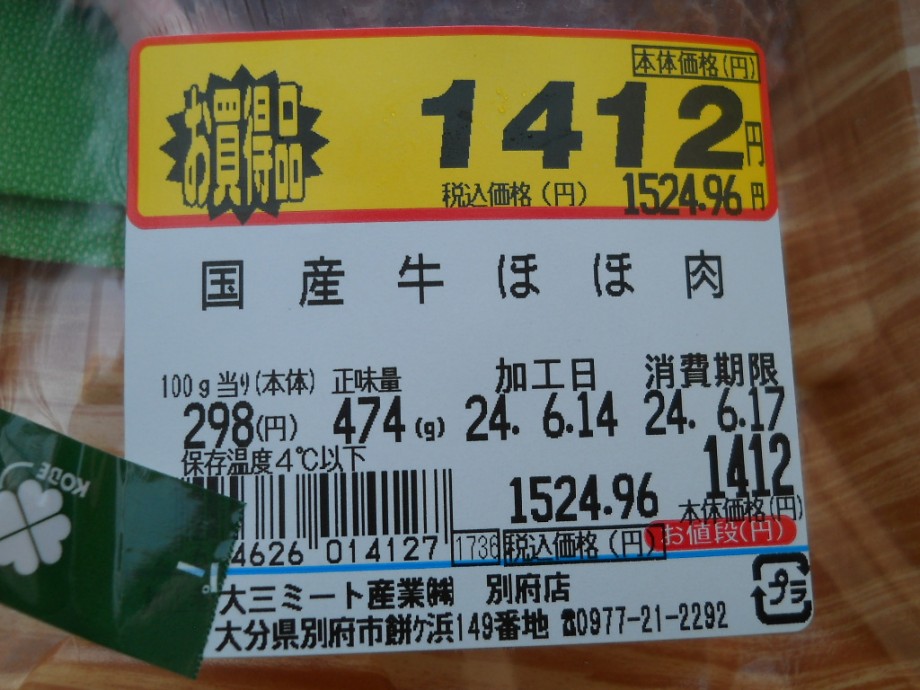 本体価格(円)
お買得品
1412円
税込価格(円) 1524.96円
国産牛ほほ肉
100g当り(本体) 正味量 加工日 消費期限
298(円) 474(g) 24. 6.14 24. 6.17
保存温度4℃以下
1412
1524.96 本体価格(円)
4626 014127 1736 税込価格(円) お値段(円)
大三ミート産業㈱ 別府店
大分県別府市餅ケ浜149番地 ☎0977-21-2292
プラ
KODE